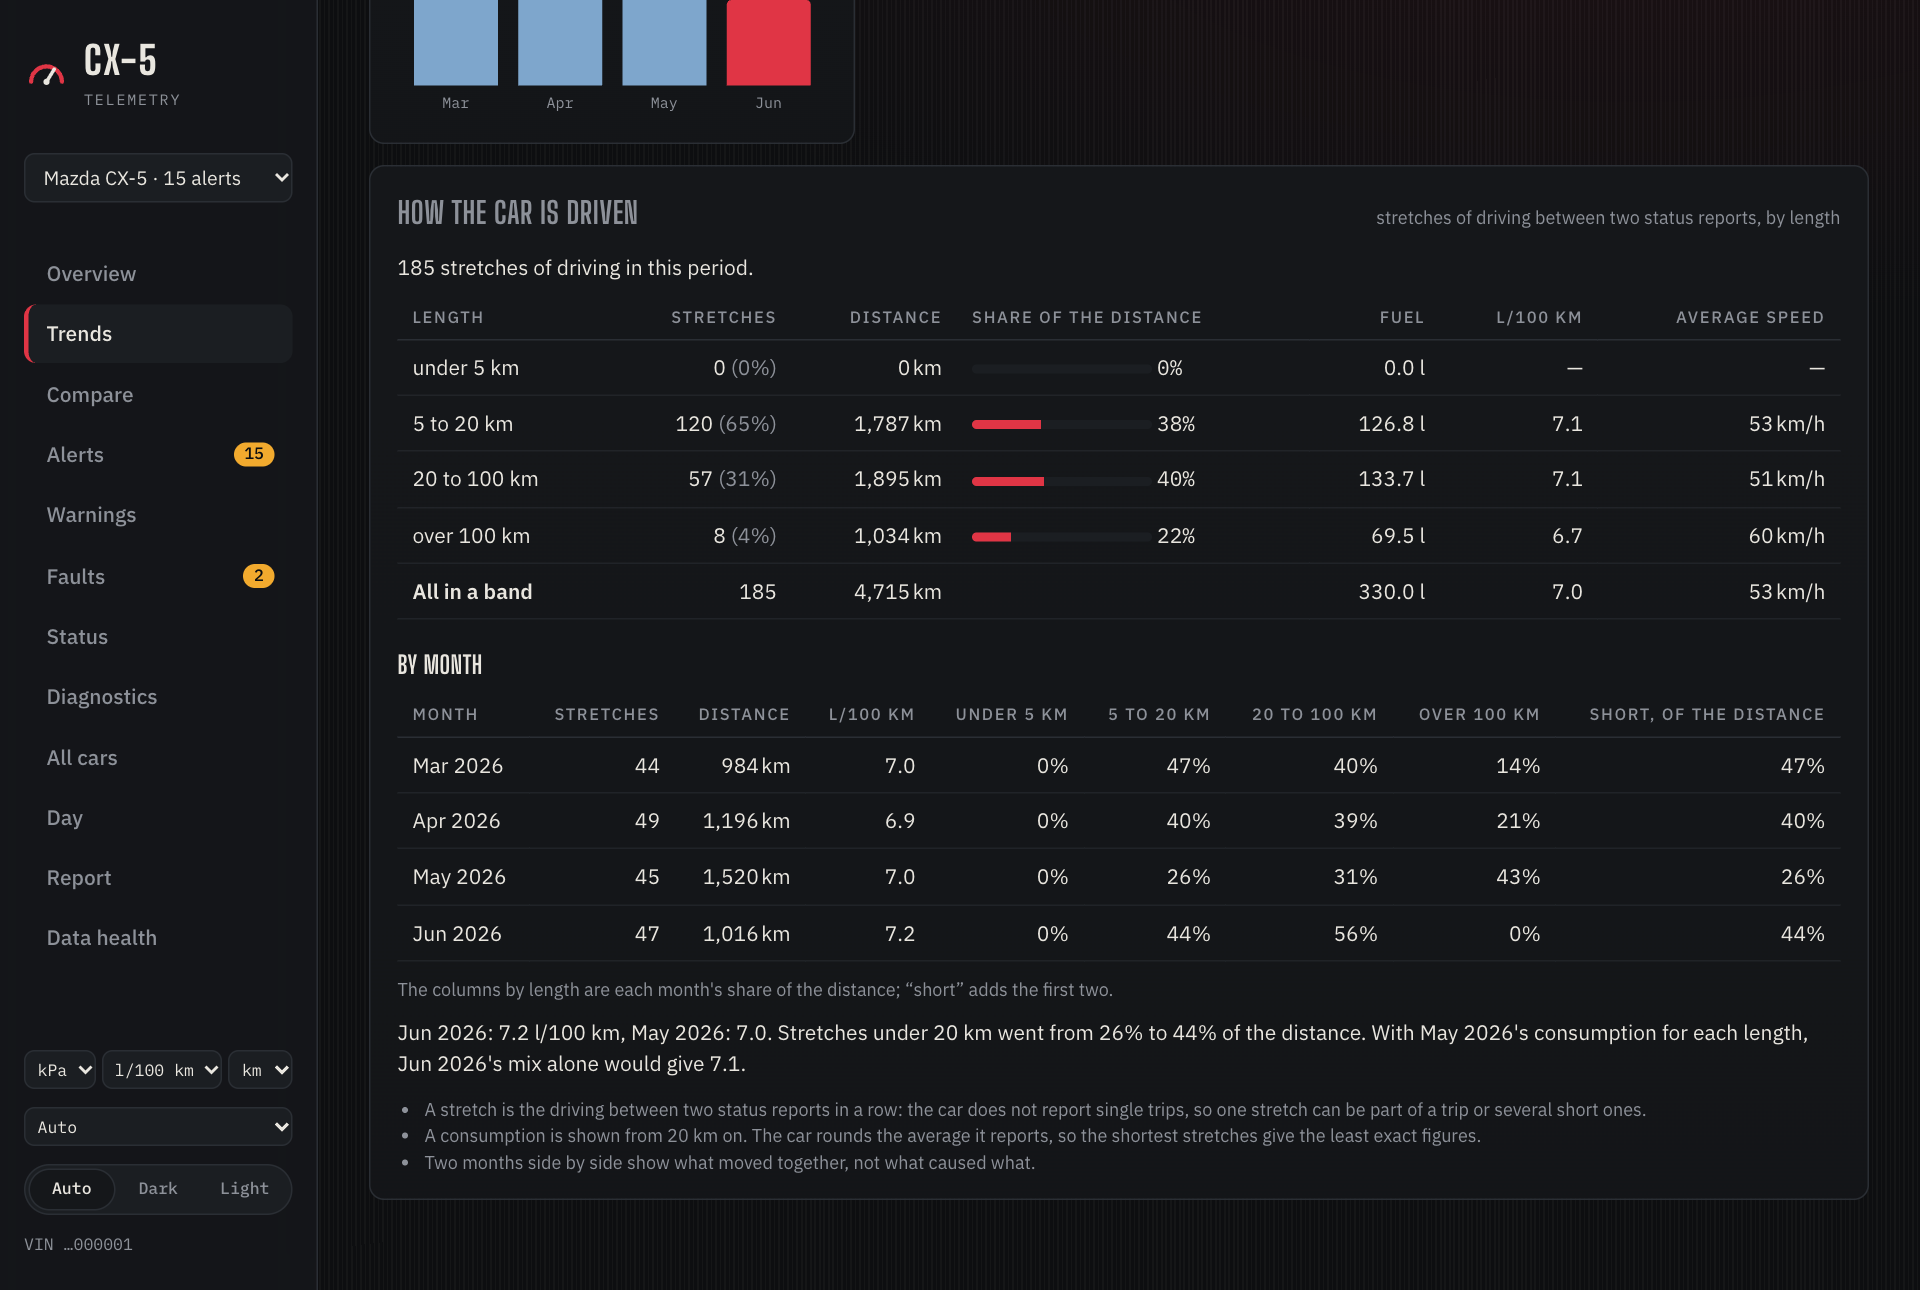 CX-5
TELEMETRY
Mazda CX-5 · 15 alerts
Overview
Trends
Compare
Alerts 15
Warnings
Faults 2
Status
Diagnostics
All cars
Day
Report
Data health
kPa l/100 km km
Auto
Auto Dark Light
VIN …000001
Mar Apr May Jun
HOW THE CAR IS DRIVEN
stretches of driving between two status reports, by length
185 stretches of driving in this period.
LENGTH STRETCHES DISTANCE SHARE OF THE DISTANCE FUEL L/100 KM AVERAGE SPEED
under 5 km 0 (0%) 0 km 0% 0.0 l — —
5 to 20 km 120 (65%) 1,787 km 38% 126.8 l 7.1 53 km/h
20 to 100 km 57 (31%) 1,895 km 40% 133.7 l 7.1 51 km/h
over 100 km 8 (4%) 1,034 km 22% 69.5 l 6.7 60 km/h
All in a band 185 4,715 km 330.0 l 7.0 53 km/h
BY MONTH
MONTH STRETCHES DISTANCE L/100 KM UNDER 5 KM 5 TO 20 KM 20 TO 100 KM OVER 100 KM SHORT, OF THE DISTANCE
Mar 2026 44 984 km 7.0 0% 47% 40% 14% 47%
Apr 2026 49 1,196 km 6.9 0% 40% 39% 21% 40%
May 2026 45 1,520 km 7.0 0% 26% 31% 43% 26%
Jun 2026 47 1,016 km 7.2 0% 44% 56% 0% 44%
The columns by length are each month's share of the distance; “short” adds the first two.
Jun 2026: 7.2 l/100 km, May 2026: 7.0. Stretches under 20 km went from 26% to 44% of the distance. With May 2026's consumption for each length,
Jun 2026's mix alone would give 7.1.
• A stretch is the driving between two status reports in a row: the car does not report single trips, so one stretch can be part of a trip or several short ones.
• A consumption is shown from 20 km on. The car rounds the average it reports, so the shortest stretches give the least exact figures.
• Two months side by side show what moved together, not what caused what.